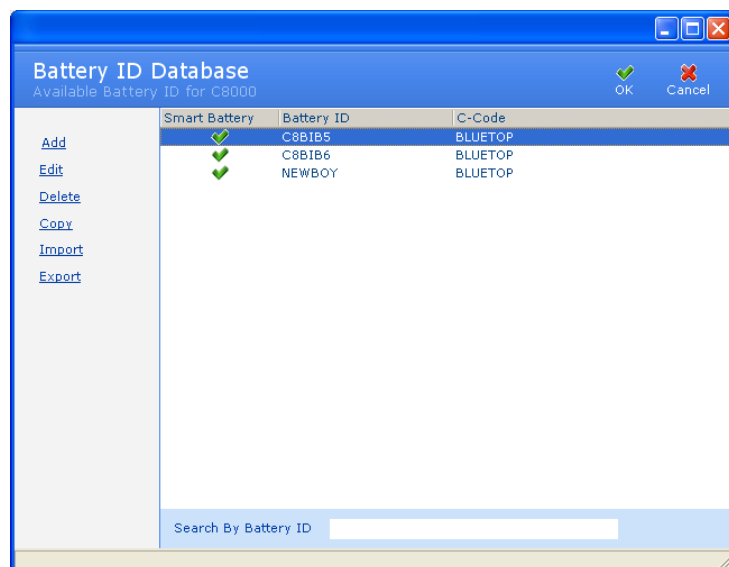 Battery ID Database
Available Battery ID for C8000
OK Cancel
Smart Battery Battery ID C-Code
C8BIB5 BLUETOP
C8BIB6 BLUETOP
NEWBOY BLUETOP
Add
Edit
Delete
Copy
Import
Export
Search By Battery ID